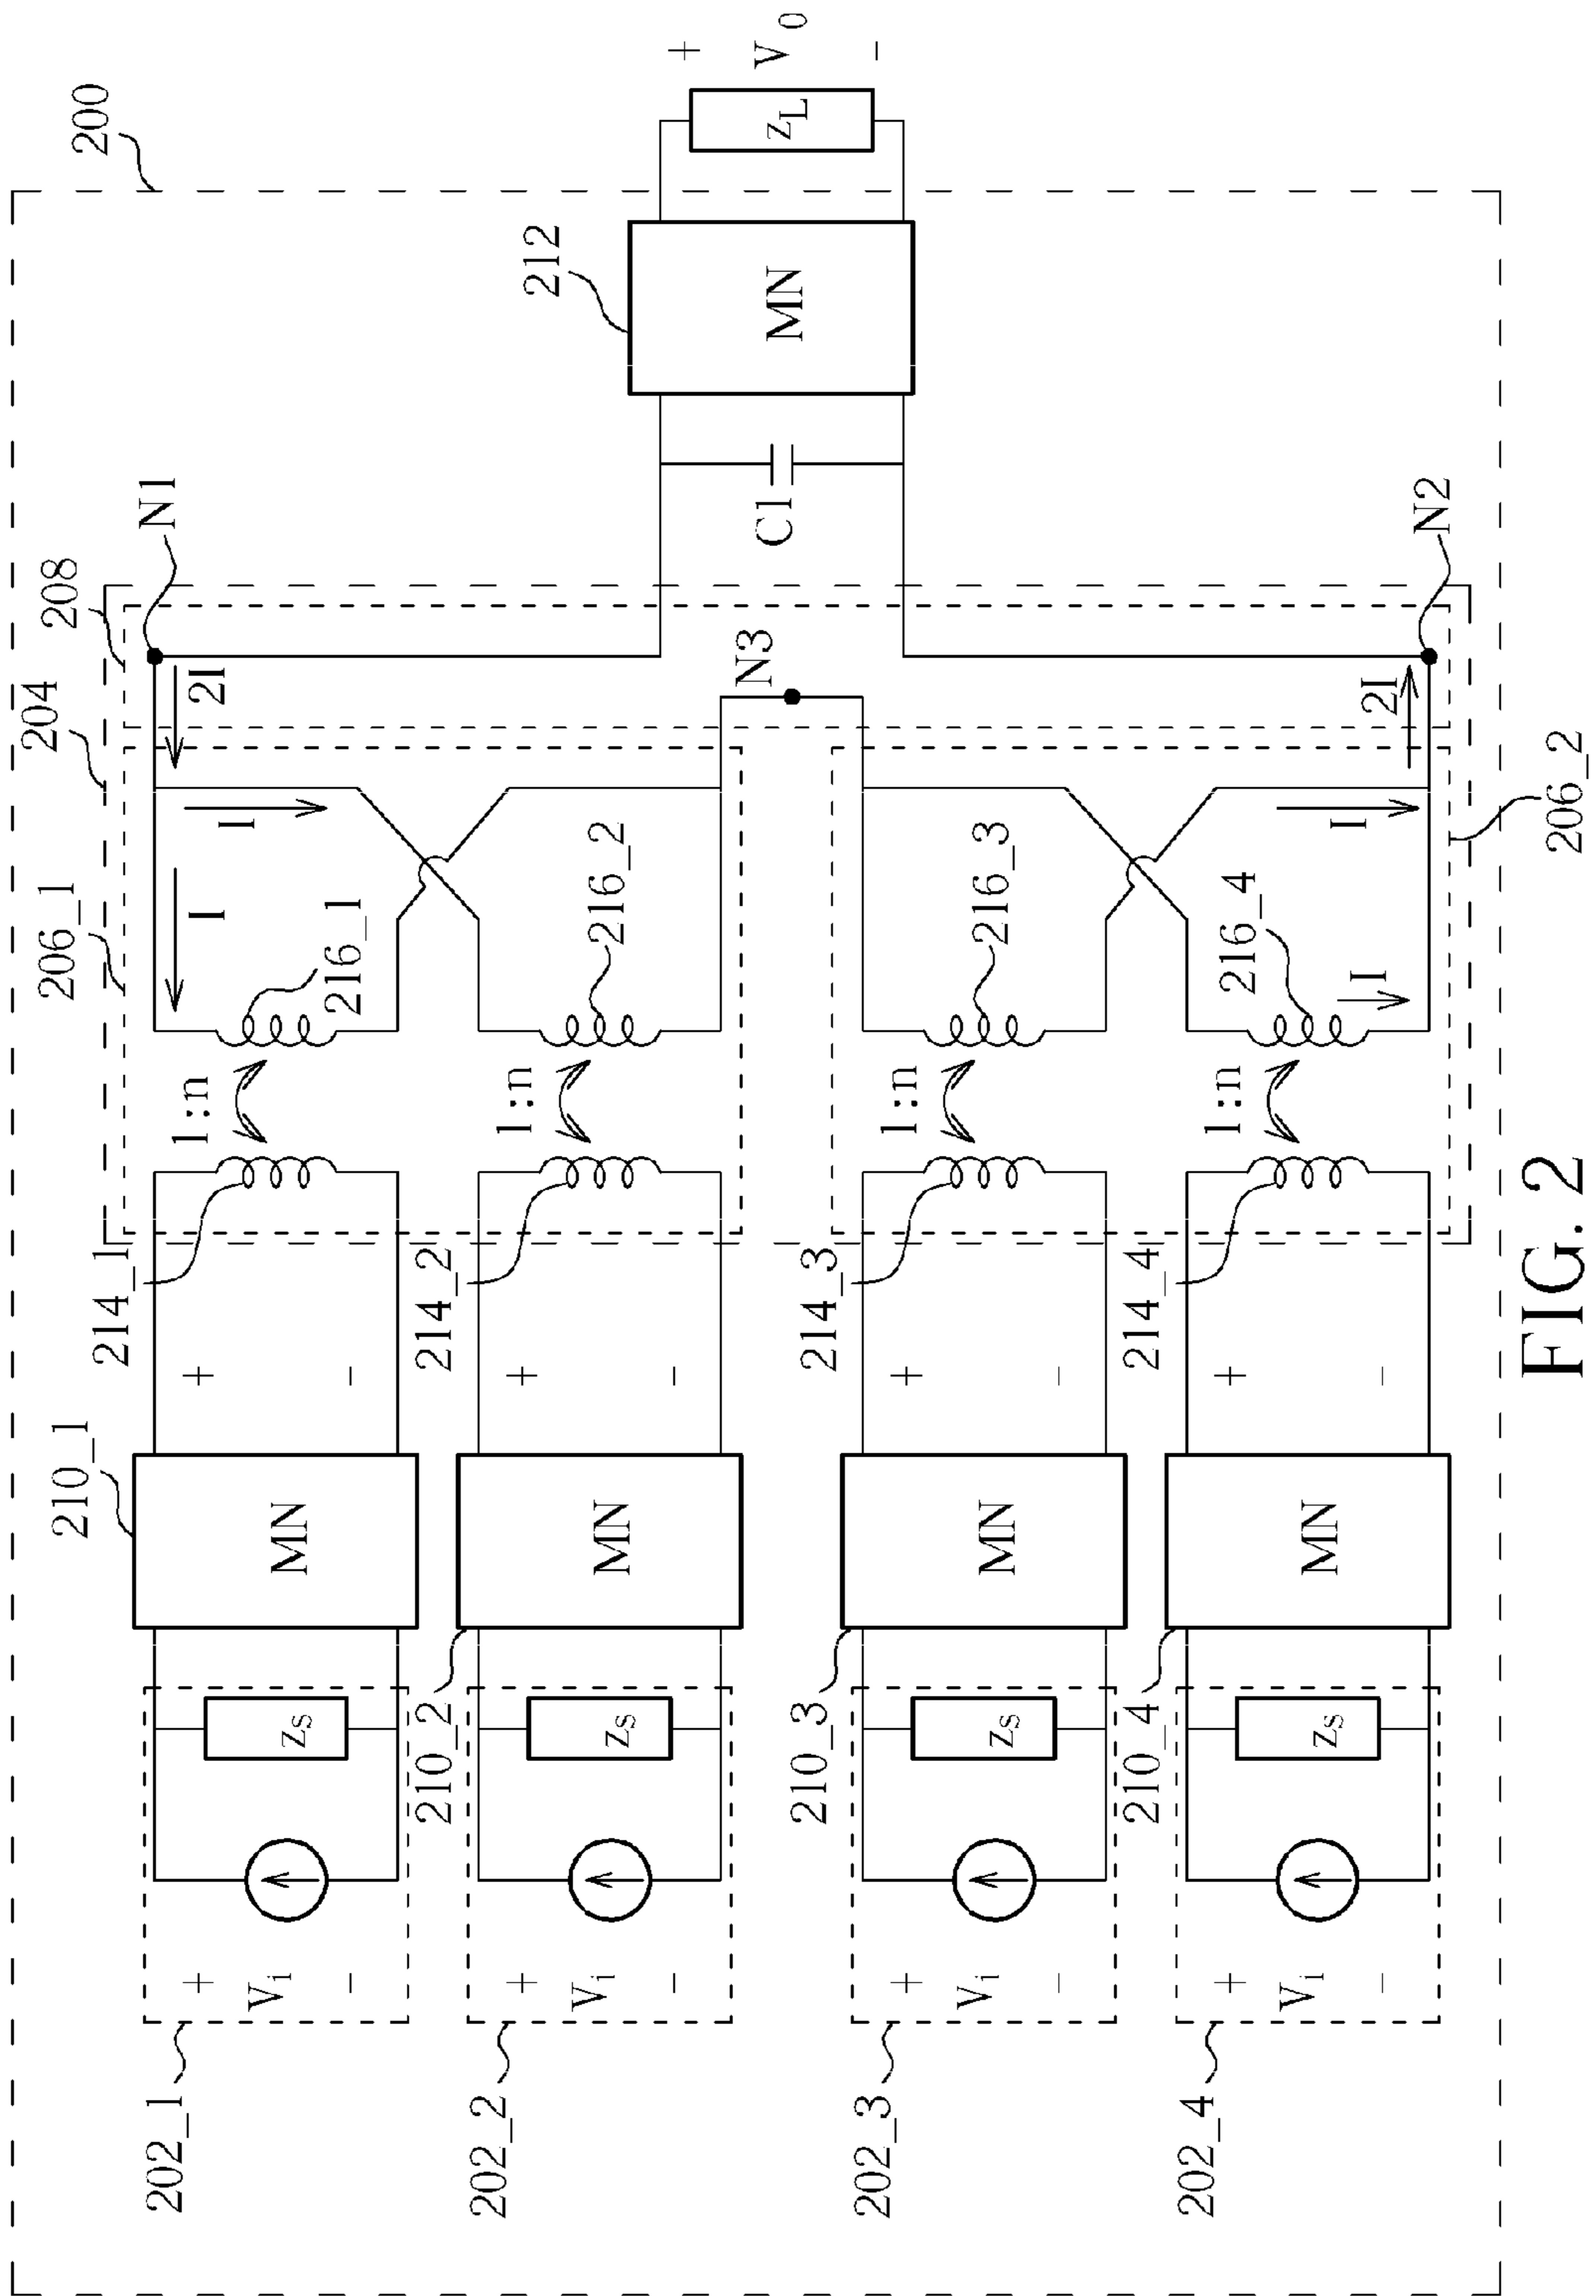 200
+
V0
-
zL
212
MN
N1
C1
N2
208
204
2I
N3
2I
206_1
I
I
216_1
216_2
216_3
I
216_4
I
206_2
1:n
1:n
1:n
1:n
214_1
214_2
214_3
214_4
+
-
+
-
+
-
+
-
210_1
MN
MN
MN
MN
210_2
210_3
210_4
zS
zS
zS
zS
+
Vi
-
+
Vi
-
+
Vi
-
+
Vi
-
202_1
202_2
202_3
202_4
FIG. 2